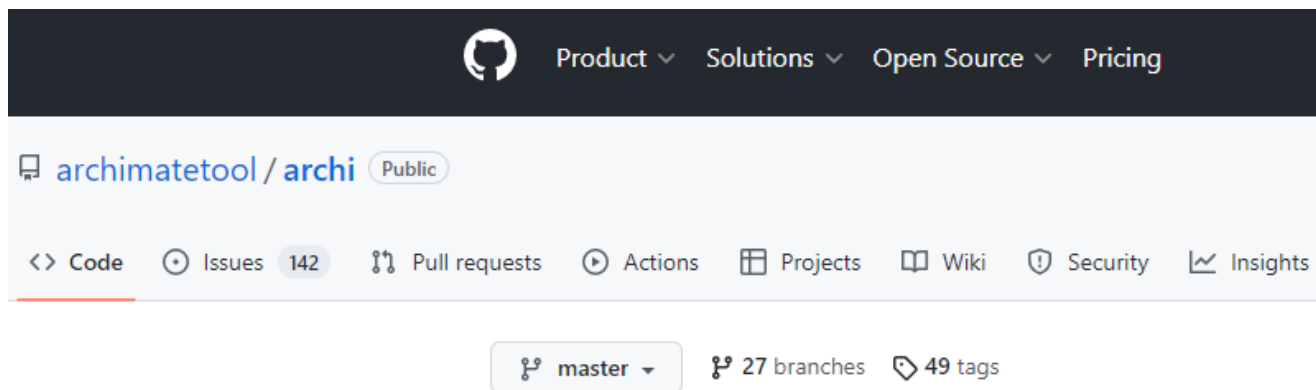 Product Solutions Open Source Pricing
archimatetool / archi Public
<> Code Issues 142 Pull requests Actions Projects Wiki Security Insights
master 27 branches 49 tags